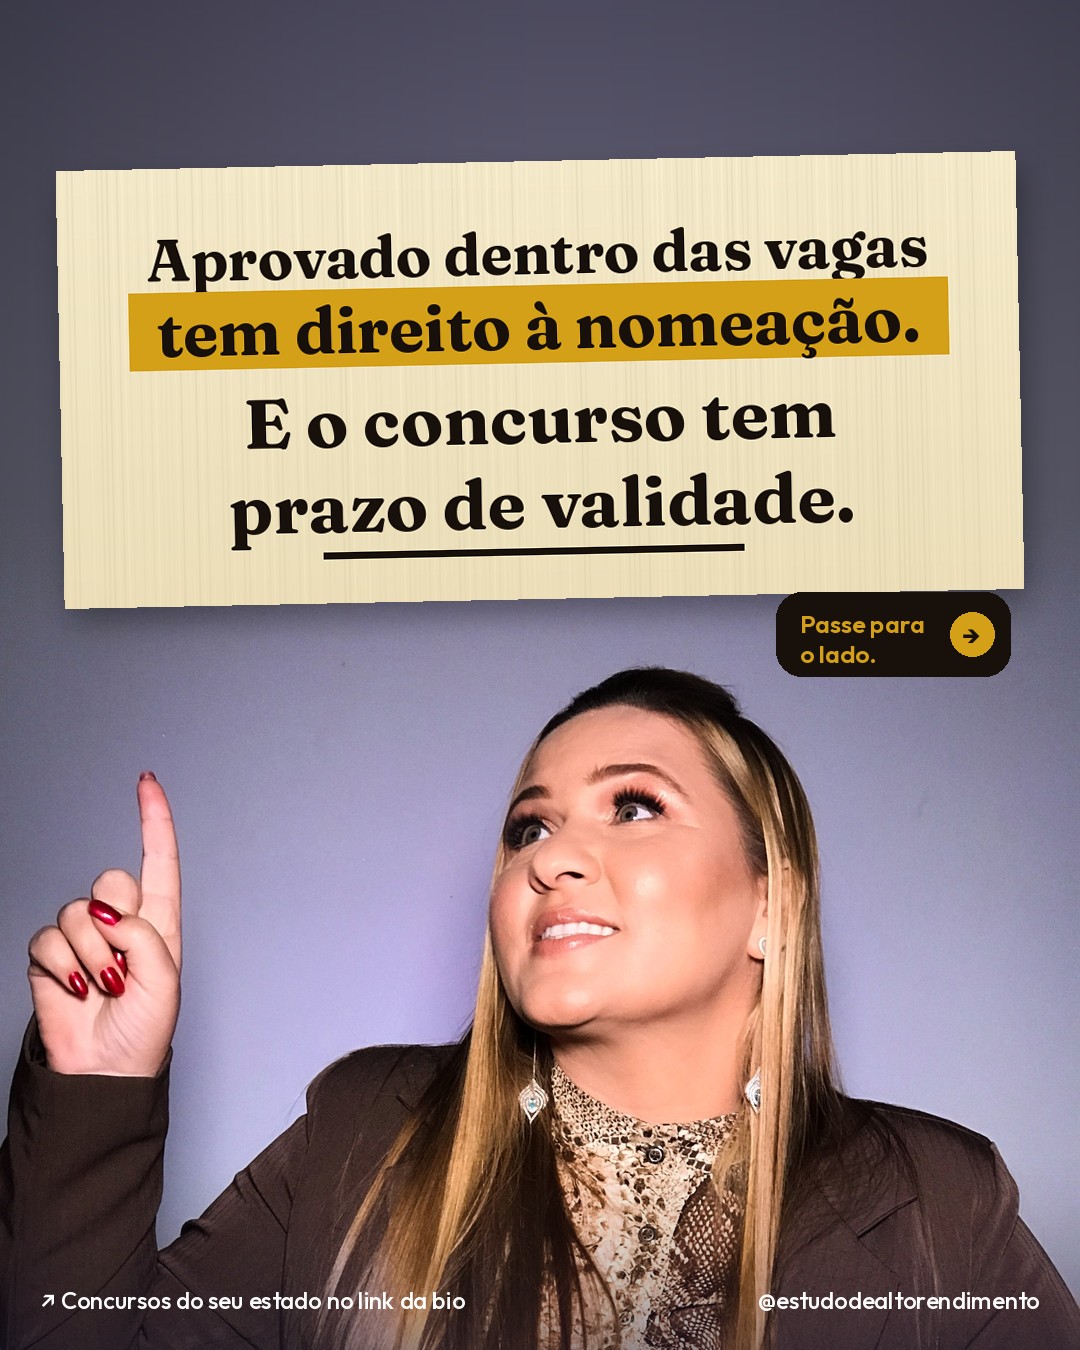 Aprovado dentro das vagas
tem direito à nomeação.
E o concurso tem
prazo de validade.
Passe para
o lado.
↗ Concursos do seu estado no link da bio
@estudodealtorendimento